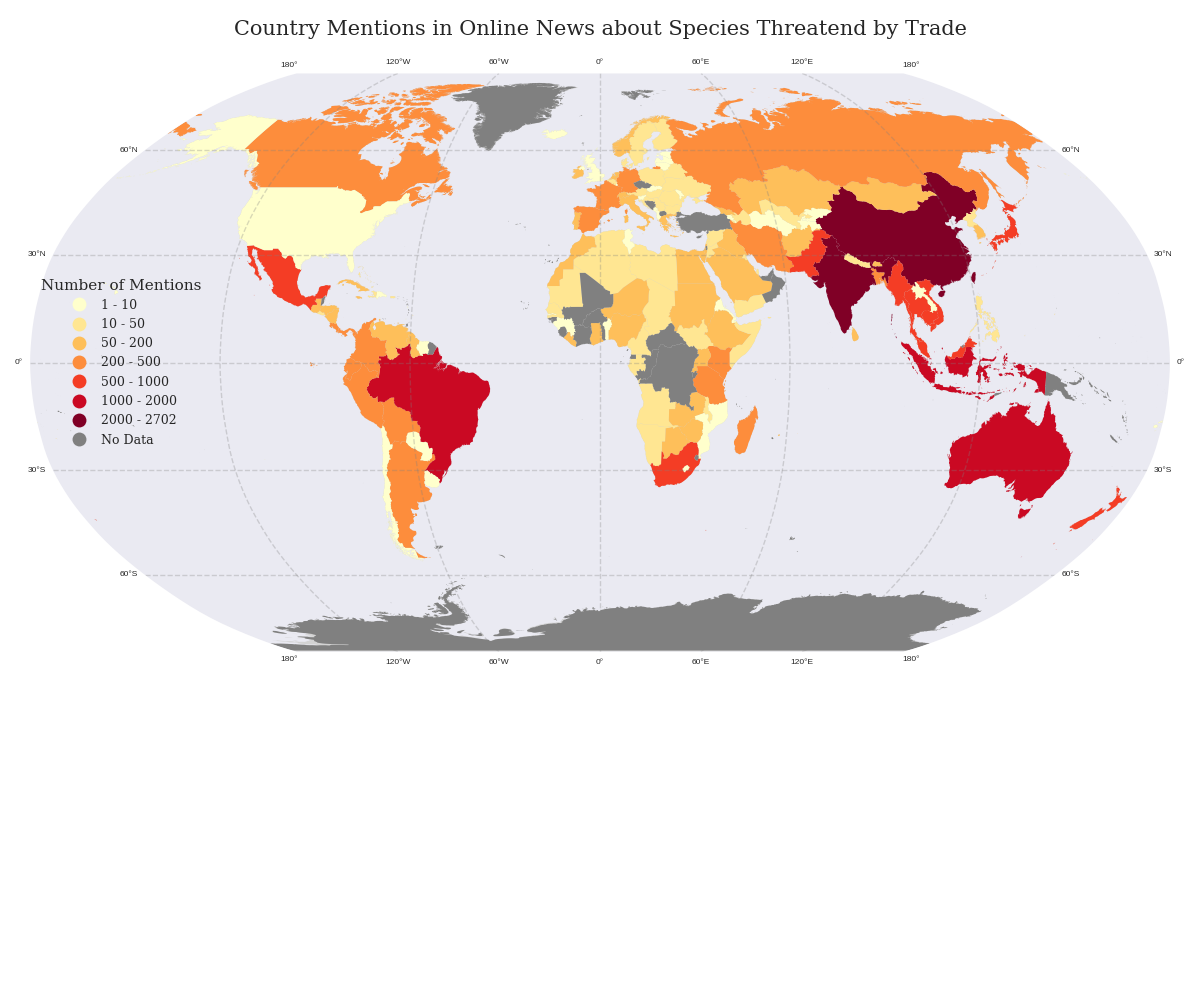 Country Mentions in Online News about Species Threatend by Trade
180° 120°W 60°W 0° 60°E 120°E 180°
60°N 60°N
30°N 30°N
Number of Mentions
1 - 10
10 - 50
50 - 200
200 - 500
0° 0°
500 - 1000
1000 - 2000
2000 - 2702
No Data
30°S 30°S
60°S 60°S
180° 120°W 60°W 0° 60°E 120°E 180°